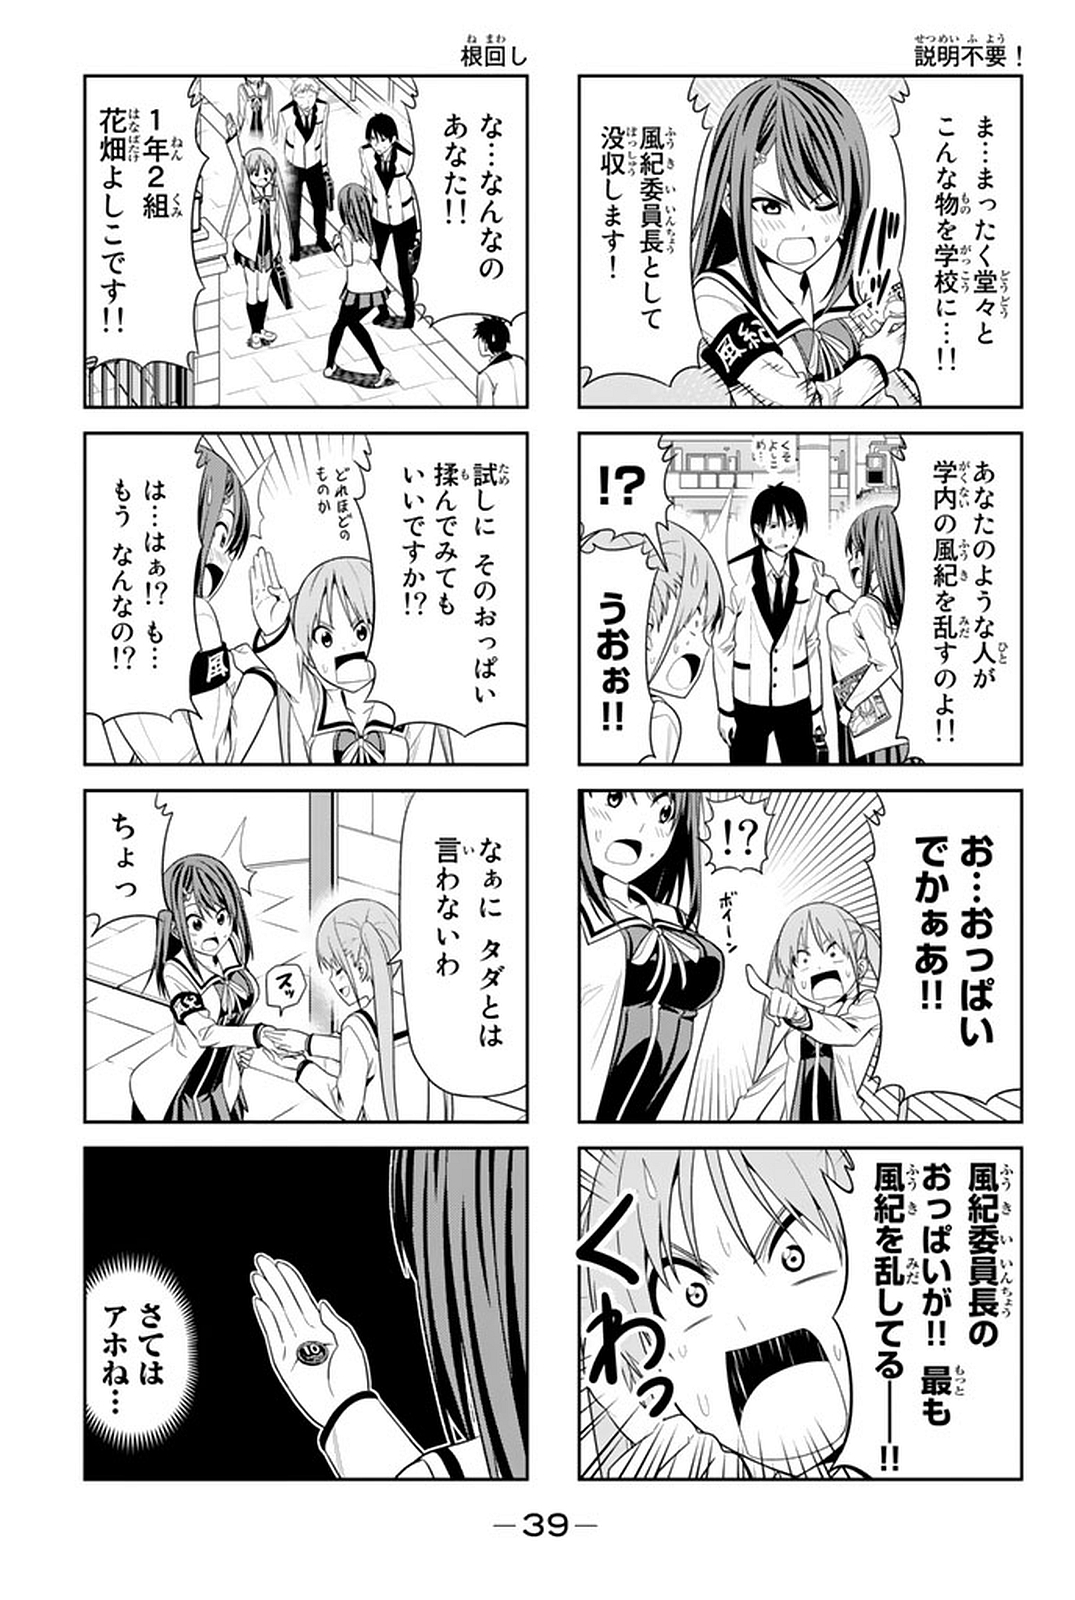 説明不要！
ま…まったく堂々と
こんな物を学校に…!!
風紀委員長として
没収します！
風紀
あなたのような人が
学内の風紀を乱すのよ!!
くそ
よしこ
めぃ…
!?
うおぉ!!
お…おっぱい
でかぁあ!!
!?
ボイーン
風紀委員長の
おっぱいが!! 最も
風紀を乱してる――!!
くわっ
根回し
な…なんなの
あなた!!
1年2組
花畑よしこです!!
試しに そのおっぱい
揉んでみても
いいですか!?
どれほどの
ものか
は…はぁ!? も…
もう なんなの!?
風
なぁに タダとは
言わないわ
スッ
ちょっ
10
さては
アホね…
―39―